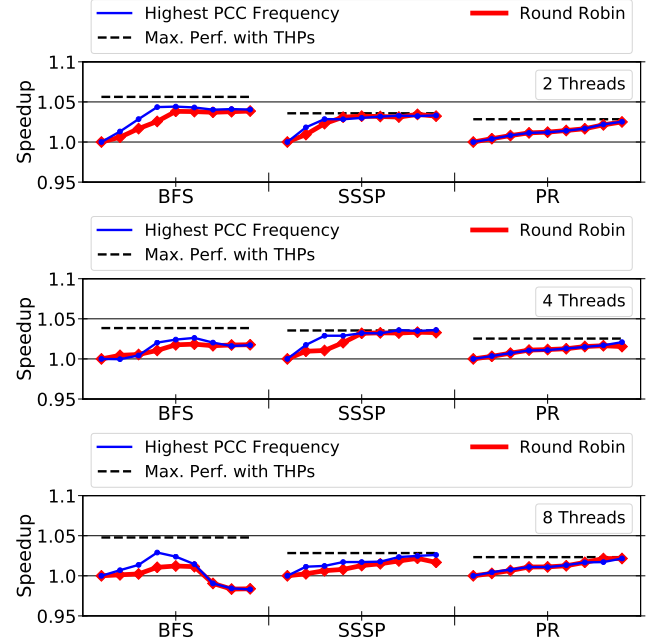 Highest PCC Frequency Round Robin
Max. Perf. with THPs
1.1
2 Threads
1.05
1.0
0.95
Speedup
BFS SSSP PR
Highest PCC Frequency Round Robin
Max. Perf. with THPs
1.1
4 Threads
1.05
1.0
0.95
Speedup
BFS SSSP PR
Highest PCC Frequency Round Robin
Max. Perf. with THPs
1.1
8 Threads
1.05
1.0
0.95
Speedup
BFS SSSP PR